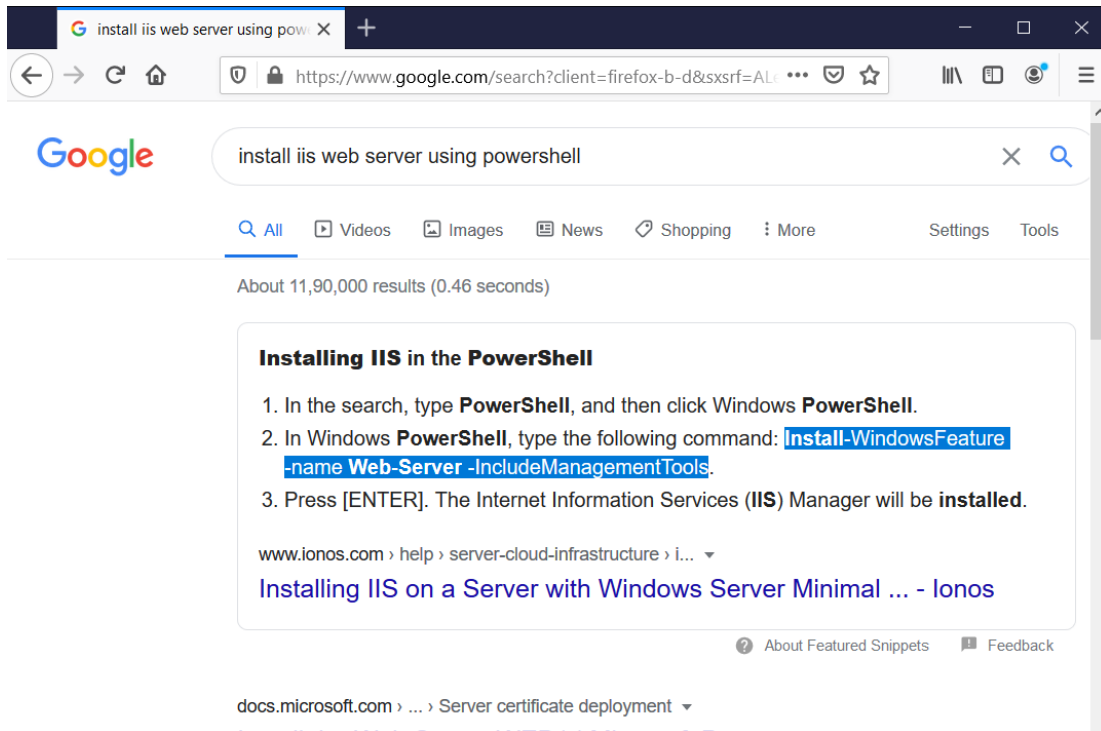 install iis web server using pow
https://www.google.com/search?client=firefox-b-d&sxsrf=AL
Google
install iis web server using powershell
All Videos Images News Shopping More Settings Tools
About 11,90,000 results (0.46 seconds)
Installing IIS in the PowerShell
1. In the search, type PowerShell, and then click Windows PowerShell.
2. In Windows PowerShell, type the following command: Install-WindowsFeature
-name Web-Server -IncludeManagementTools.
3. Press [ENTER]. The Internet Information Services (IIS) Manager will be installed.
www.ionos.com › help › server-cloud-infrastructure › i...
Installing IIS on a Server with Windows Server Minimal ... - Ionos
About Featured Snippets Feedback
docs.microsoft.com › ... › Server certificate deployment